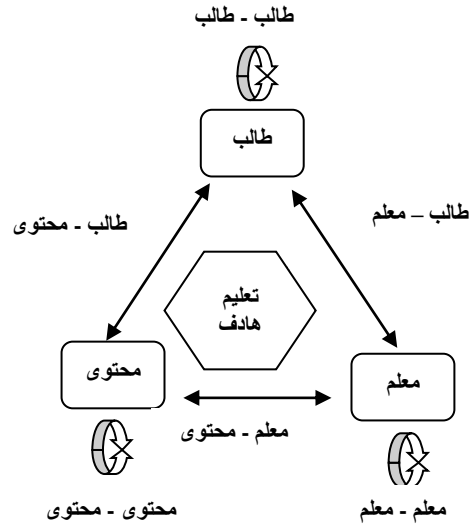 طالب - طالب
طالب
طالب - محتوى
طالب – معلم
تعليم
هادف
محتوى
معلم
معلم - محتوى
محتوى - محتوى
معلم - معلم